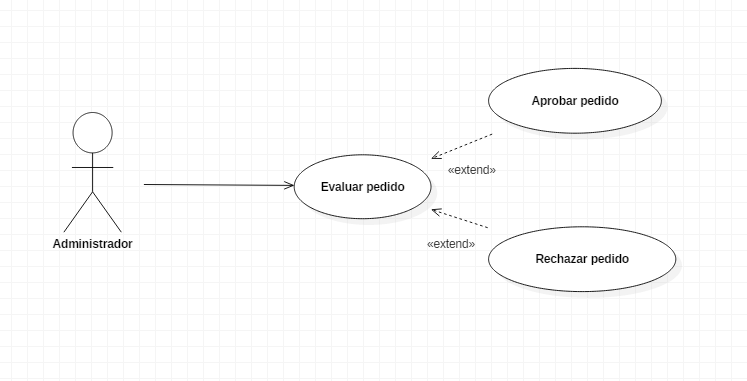 Aprobar pedido
«extend»
Evaluar pedido
Administrador
«extend»
Rechazar pedido